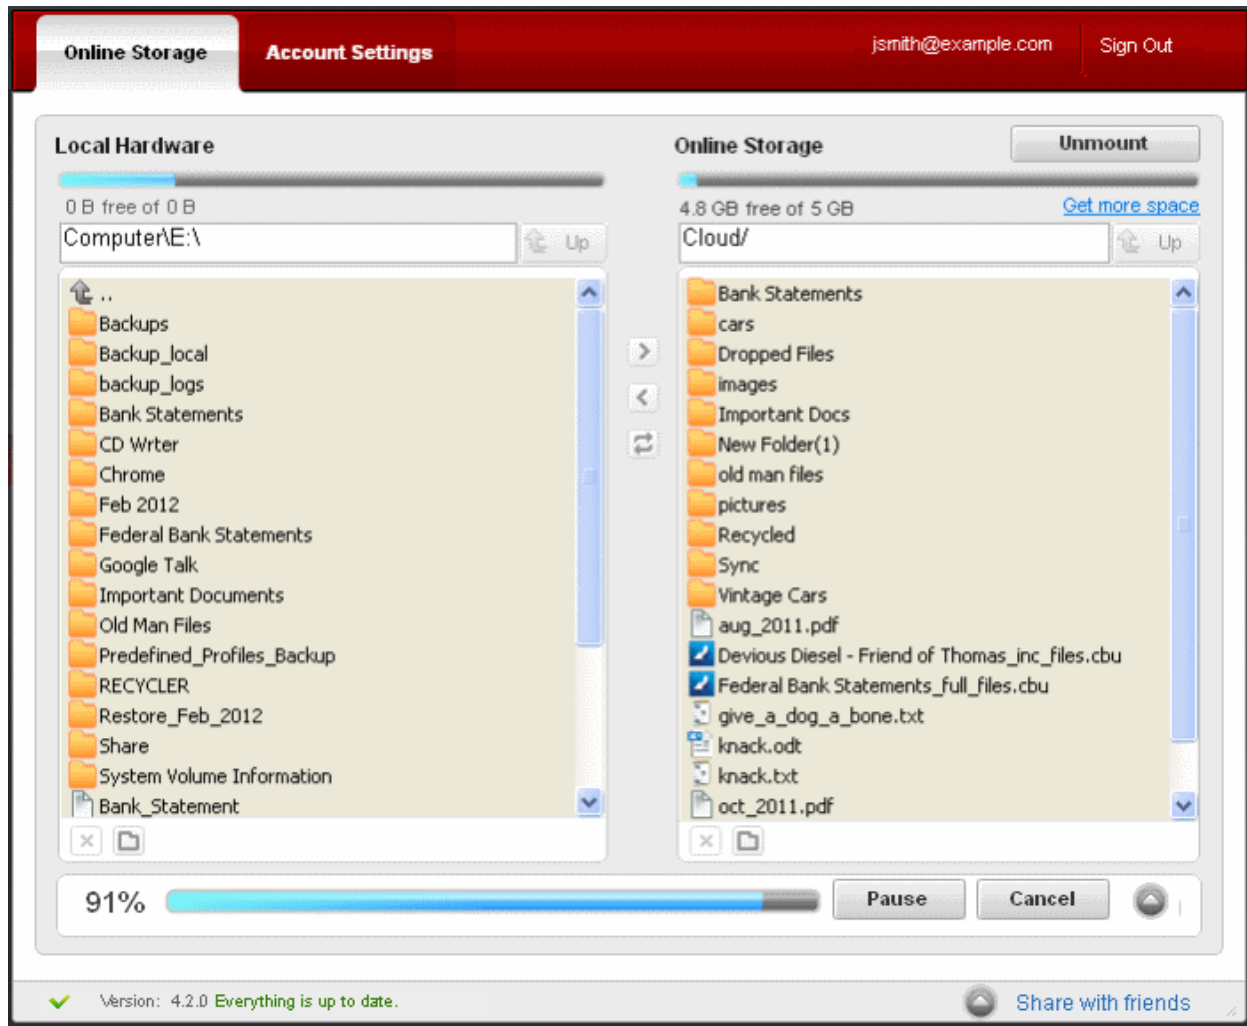 Online Storage
Account Settings
jsmith@example.com
Sign Out
Local Hardware
0 B free of 0 B
Computer\E:\
Up
..
Backups
Backup_local
backup_logs
Bank Statements
CD Wrter
Chrome
Feb 2012
Federal Bank Statements
Google Talk
Important Documents
Old Man Files
Predefined_Profiles_Backup
RECYCLER
Restore_Feb_2012
Share
System Volume Information
Bank_Statement
Online Storage
Unmount
4.8 GB free of 5 GB
Get more space
Cloud/
Up
Bank Statements
cars
Dropped Files
images
Important Docs
New Folder(1)
old man files
pictures
Recycled
Sync
Vintage Cars
aug_2011.pdf
Devious Diesel - Friend of Thomas_inc_files.cbu
Federal Bank Statements_full_files.cbu
give_a_dog_a_bone.txt
knack.odt
knack.txt
oct_2011.pdf
91%
Pause
Cancel
Version: 4.2.0 Everything is up to date.
Share with friends